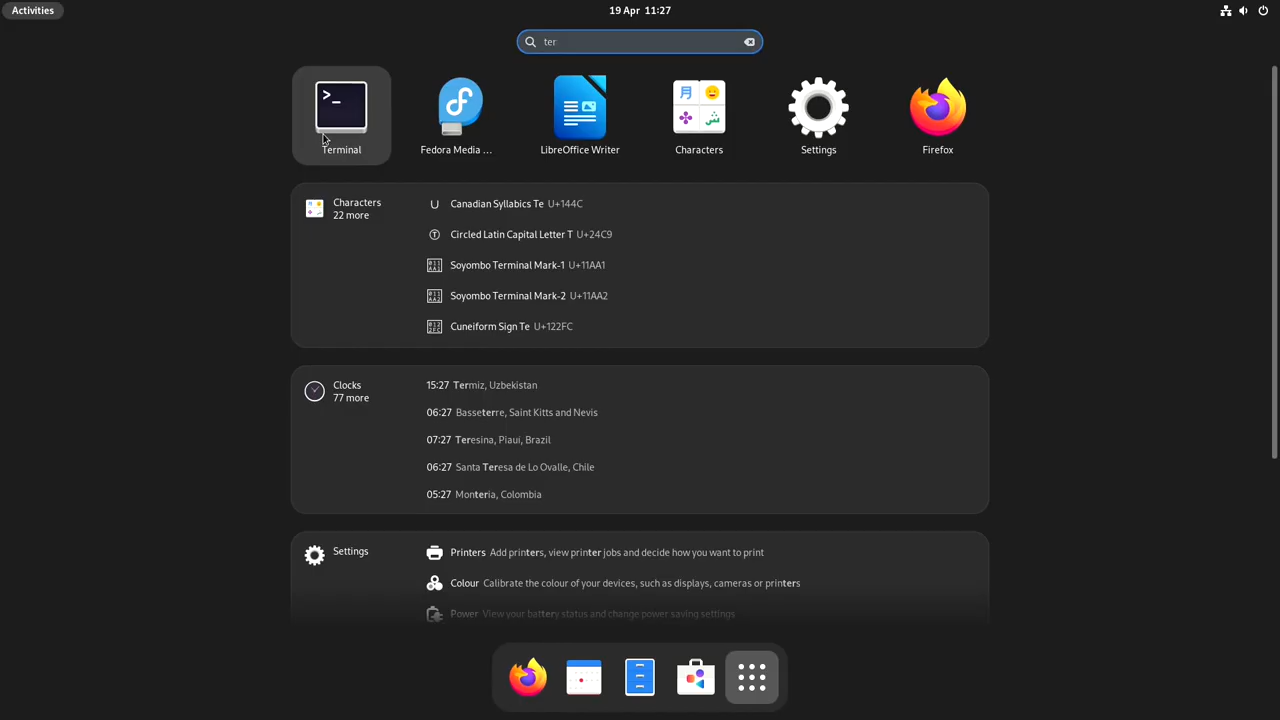 Activities
19 Apr 11:27
ter
Terminal
Fedora Media ...
LibreOffice Writer
Characters
Settings
Firefox
Characters
22 more
Canadian Syllabics Te U+144C
Circled Latin Capital Letter T U+24C9
Soyombo Terminal Mark-1 U+11AA1
Soyombo Terminal Mark-2 U+11AA2
Cuneiform Sign Te U+122FC
Clocks
77 more
15:27 Termiz, Uzbekistan
06:27 Basseterre, Saint Kitts and Nevis
07:27 Teresina, Piaui, Brazil
06:27 Santa Teresa de Lo Ovalle, Chile
05:27 Monteria, Colombia
Settings
Printers Add printers, view printer jobs and decide how you want to print
Colour Calibrate the colour of your devices, such as displays, cameras or printers
Power View your battery status and change power saving settings